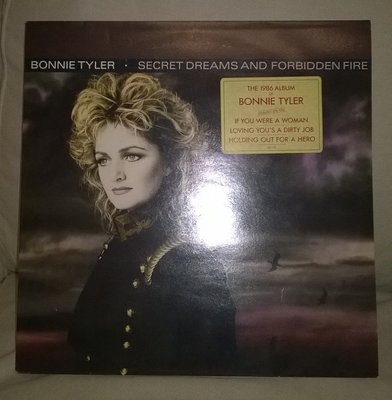 BONNIE TYLER · SECRET DREAMS AND FORBIDDEN FIRE
THE 1986 ALBUM
BONNIE TYLER
IF YOU WERE A WOMAN
LOVING YOU'S A DIRTY JOB
HOLDING OUT FOR A HERO